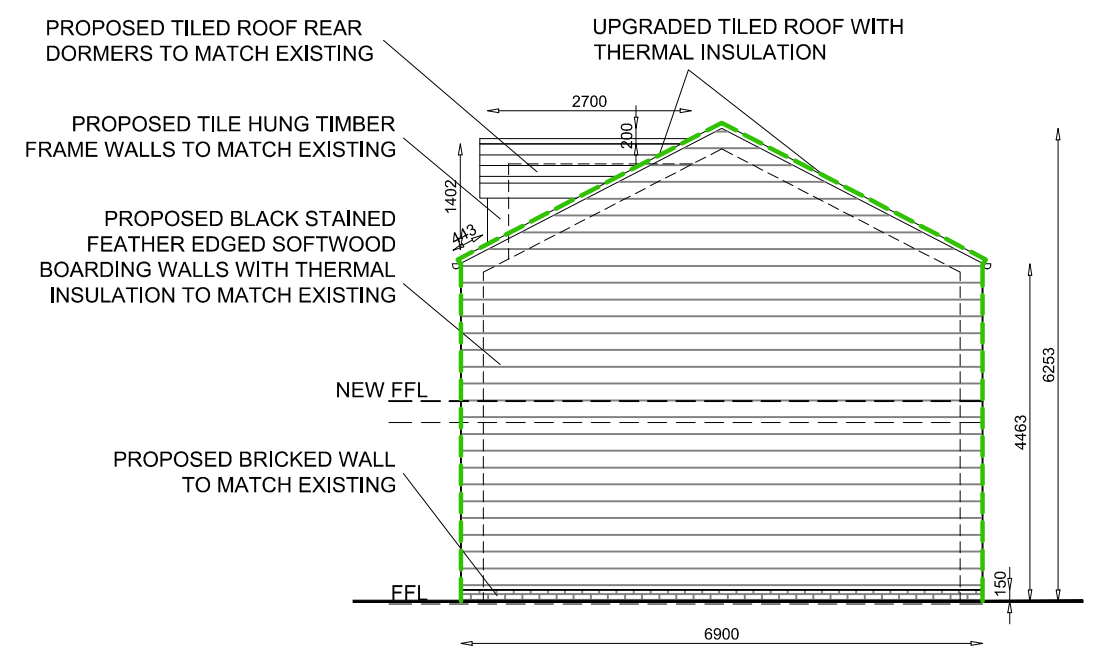 PROPOSED TILED ROOF REAR
DORMERS TO MATCH EXISTING
UPGRADED TILED ROOF WITH
THERMAL INSULATION
2700
200
PROPOSED TILE HUNG TIMBER
FRAME WALLS TO MATCH EXISTING
1402
443
PROPOSED BLACK STAINED
FEATHER EDGED SOFTWOOD
BOARDING WALLS WITH THERMAL
INSULATION TO MATCH EXISTING
6253
4463
NEW FFL
PROPOSED BRICKED WALL
TO MATCH EXISTING
150
FFL
6900